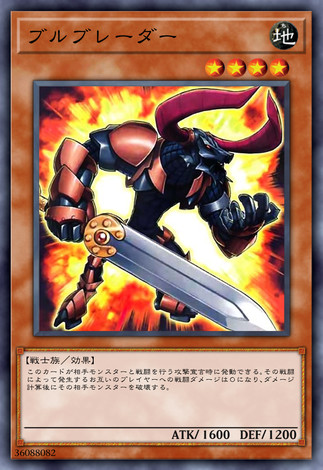 ブルブレーダー
地
【戦士族／効果】
このカードが相手モンスターと戦闘を行う攻撃宣言時に発動できる。その戦闘
によって発生するお互いのプレイヤーへの戦闘ダメージは０になり、ダメージ
計算後にその相手モンスターを破壊する。
ATK/ 1600 DEF/1200
36088082